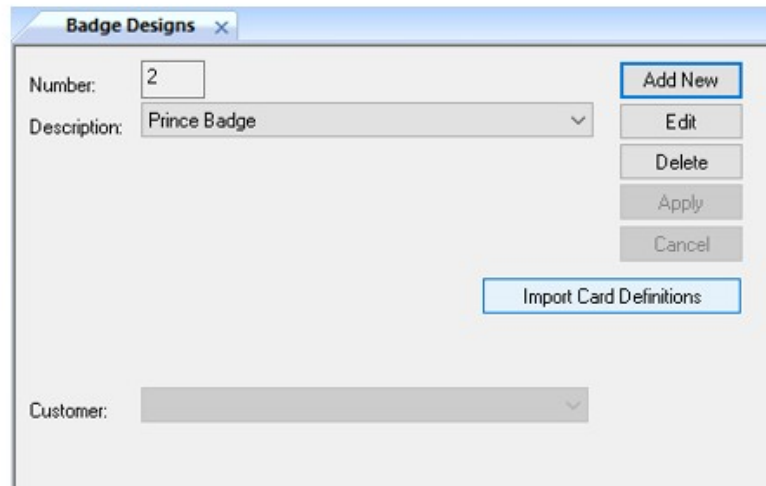 Badge Designs
Number: 2
Add New
Description: Prince Badge
Edit
Delete
Apply
Cancel
Import Card Definitions
Customer: